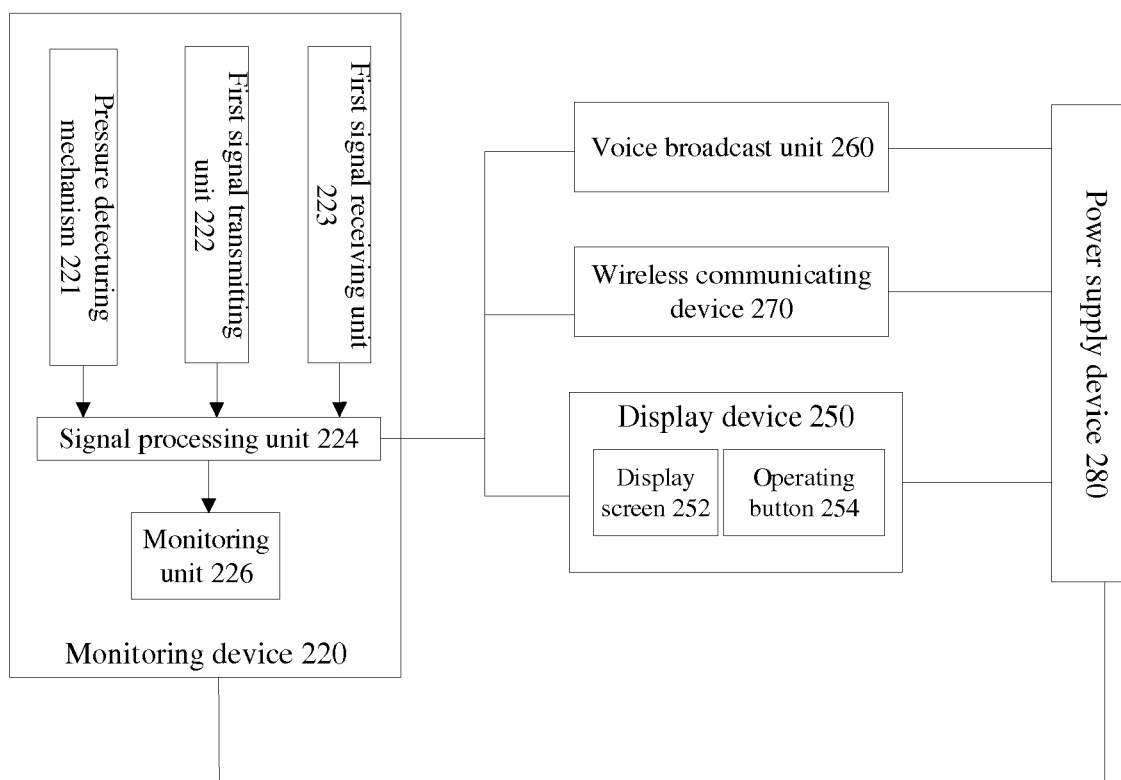 Pressure detecturing
mechanism 221
First signal transmitting
unit 222
First signal receiving unit
223
Signal processing unit 224
Monitoring
unit 226
Monitoring device 220
Voice broadcast unit 260
Wireless communicating
device 270
Display device 250
Display
screen 252
Operating
button 254
Power supply device 280